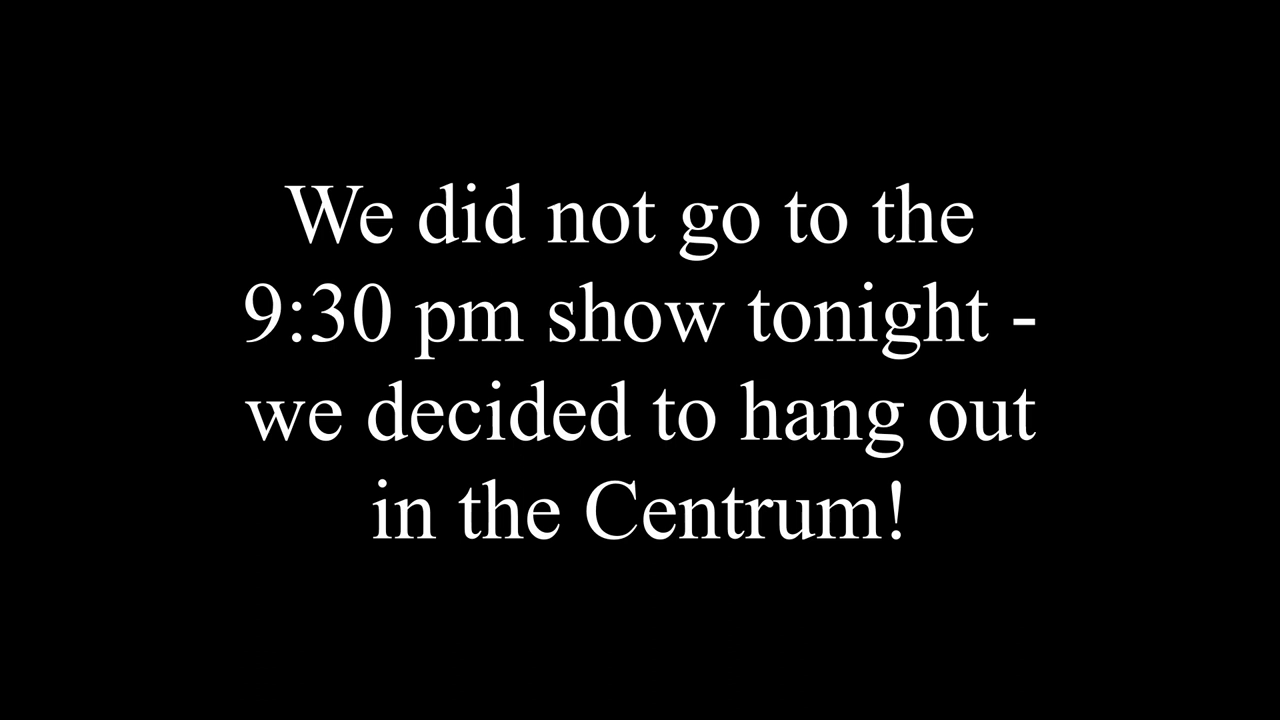 We did not go to the
9:30 pm show tonight -
we decided to hang out
in the Centrum!